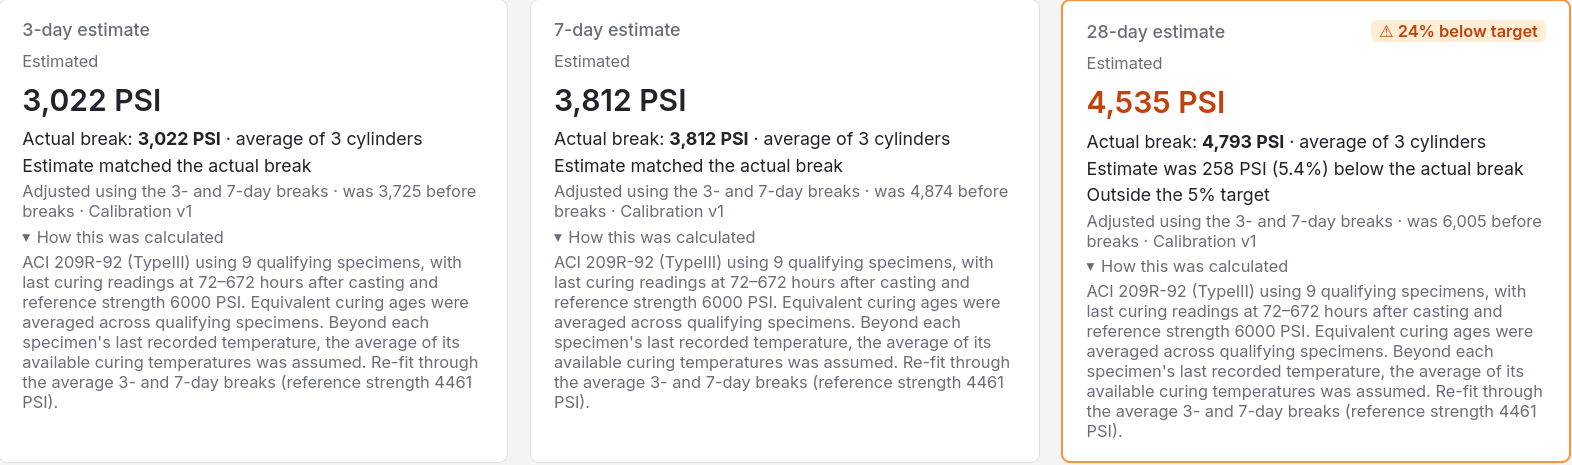 3-day estimate
Estimated
3,022 PSI
Actual break: 3,022 PSI · average of 3 cylinders
Estimate matched the actual break
Adjusted using the 3- and 7-day breaks · was 3,725 before
breaks · Calibration v1
▾ How this was calculated
ACI 209R-92 (TypeIII) using 9 qualifying specimens, with
last curing readings at 72–672 hours after casting and
reference strength 6000 PSI. Equivalent curing ages were
averaged across qualifying specimens. Beyond each
specimen's last recorded temperature, the average of its
available curing temperatures was assumed. Re-fit through
the average 3- and 7-day breaks (reference strength 4461
PSI).
7-day estimate
Estimated
3,812 PSI
Actual break: 3,812 PSI · average of 3 cylinders
Estimate matched the actual break
Adjusted using the 3- and 7-day breaks · was 4,874 before
breaks · Calibration v1
▾ How this was calculated
ACI 209R-92 (TypeIII) using 9 qualifying specimens, with
last curing readings at 72–672 hours after casting and
reference strength 6000 PSI. Equivalent curing ages were
averaged across qualifying specimens. Beyond each
specimen's last recorded temperature, the average of its
available curing temperatures was assumed. Re-fit through
the average 3- and 7-day breaks (reference strength 4461
PSI).
28-day estimate
⚠ 24% below target
Estimated
4,535 PSI
Actual break: 4,793 PSI · average of 3 cylinders
Estimate was 258 PSI (5.4%) below the actual break
Outside the 5% target
Adjusted using the 3- and 7-day breaks · was 6,005 before
breaks · Calibration v1
▾ How this was calculated
ACI 209R-92 (TypeIII) using 9 qualifying specimens, with
last curing readings at 72–672 hours after casting and
reference strength 6000 PSI. Equivalent curing ages were
averaged across qualifying specimens. Beyond each
specimen's last recorded temperature, the average of its
available curing temperatures was assumed. Re-fit through
the average 3- and 7-day breaks (reference strength 4461
PSI).